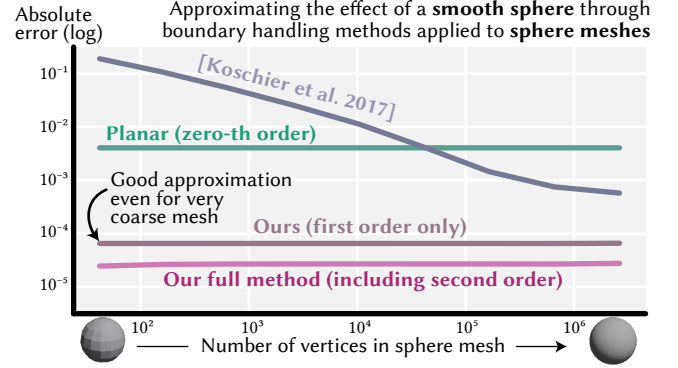 Absolute
error (log)
Approximating the effect of a smooth sphere through
boundary handling methods applied to sphere meshes
10⁻¹
10⁻²
10⁻³
10⁻⁴
10⁻⁵
[Koschier et al. 2017]
Planar (zero-th order)
Good approximation
even for very
coarse mesh
Ours (first order only)
Our full method (including second order)
10²
10³
10⁴
10⁵
10⁶
Number of vertices in sphere mesh